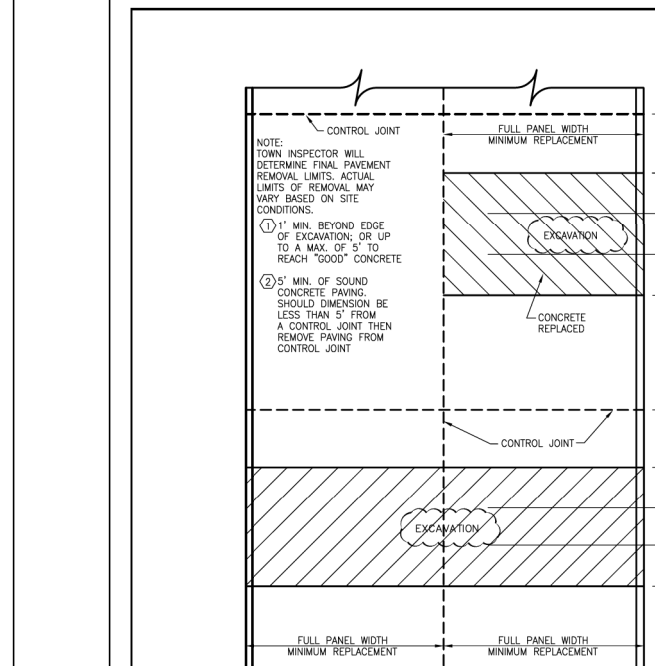 CONTROL JOINT
FULL PANEL WIDTH
MINIMUM REPLACEMENT
NOTE:
TOWN INSPECTOR WILL
DETERMINE FINAL PAVEMENT
REMOVAL LIMITS. ACTUAL
LIMITS OF REMOVAL MAY
VARY BASED ON SITE
CONDITIONS.
1 1' MIN. BEYOND EDGE
OF EXCAVATION; OR UP
TO A MAX. OF 5' TO
REACH "GOOD" CONCRETE
2 5' MIN. OF SOUND
CONCRETE PAVING.
SHOULD DIMENSION BE
LESS THAN 5' FROM
A CONTROL JOINT THEN
REMOVE PAVING FROM
CONTROL JOINT
EXCAVATION
CONCRETE
REPLACED
CONTROL JOINT
EXCAVATION
FULL PANEL WIDTH
MINIMUM REPLACEMENT
FULL PANEL WIDTH
MINIMUM REPLACEMENT